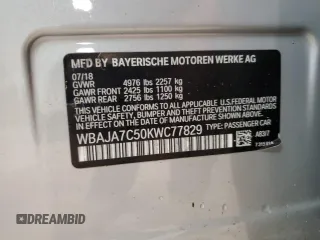 MFD BY BAYERISCHE MOTOREN WERKE AG
07/18
GVWR 4976 lbs 2257 kg
GAWR FRONT 2425 lbs 1100 kg
GAWR REAR 2756 lbs 1250 kg
THIS VEHICLE CONFORMS TO ALL APPLICABLE FEDERAL MOTOR
VEHICLE SAFETY, BUMPER, AND THEFT PREVENTION STANDARDS
IN EFFECT ON THE DATE OF MANUFACTURE SHOWN ABOVE.
WBAJA7C50KWC77829 TYPE: PASSENGER CAR
A83/7
DREAMBID